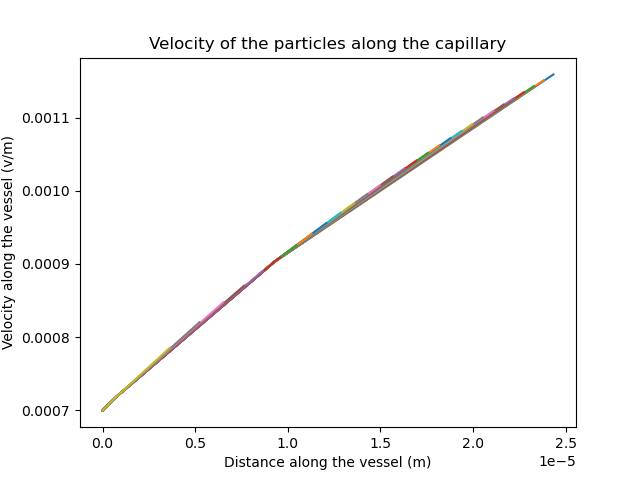 Velocity of the particles along the capillary
Velocity along the vessel (v/m)
0.0011
0.0010
0.0009
0.0008
0.0007
0.0 0.5 1.0 1.5 2.0 2.5
1e−5
Distance along the vessel (m)